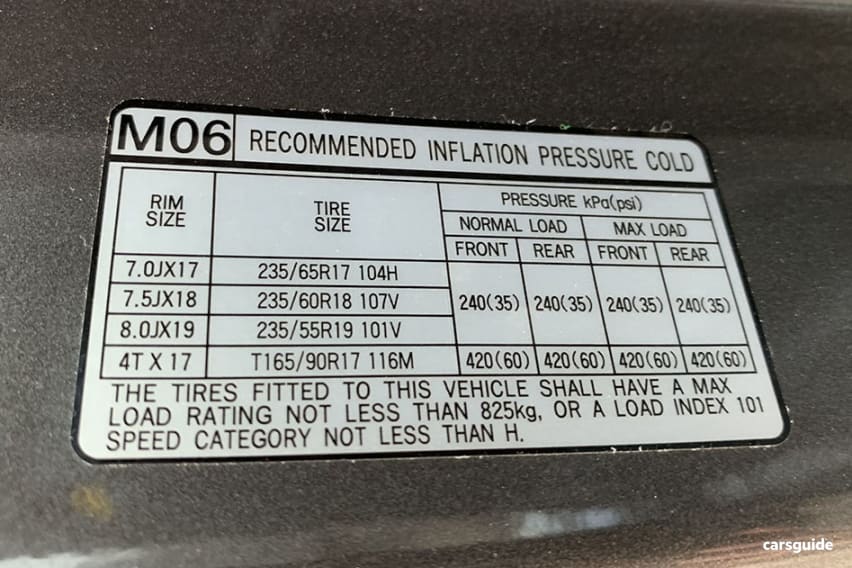 M06 RECOMMENDED INFLATION PRESSURE COLD
RIM SIZE TIRE SIZE PRESSURE kPa(psi)
NORMAL LOAD MAX LOAD
FRONT REAR FRONT REAR
7.0JX17 235/65R17 104H
7.5JX18 235/60R18 107V 240(35) 240(35) 240(35) 240(35)
8.0JX19 235/55R19 101V
4T X 17 T165/90R17 116M 420(60) 420(60) 420(60) 420(60)
THE TIRES FITTED TO THIS VEHICLE SHALL HAVE A MAX
LOAD RATING NOT LESS THAN 825kg, OR A LOAD INDEX 101
SPEED CATEGORY NOT LESS THAN H.
carsguide